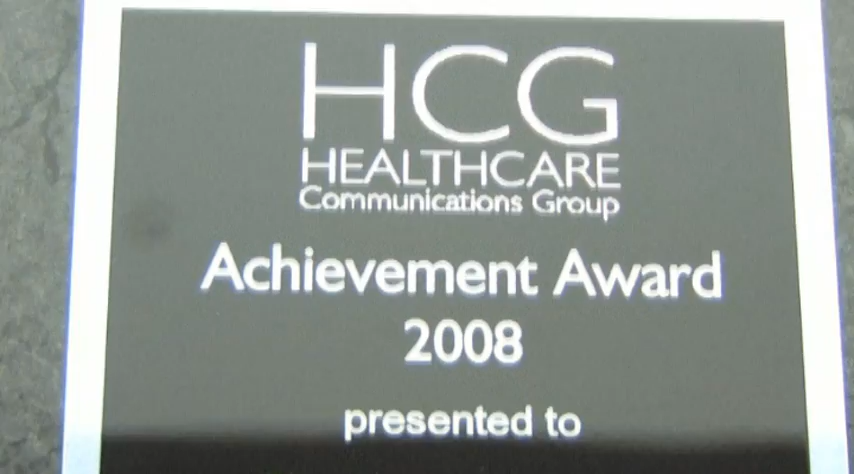 HCG
HEALTHCARE
Communications Group
Achievement Award
2008
presented to